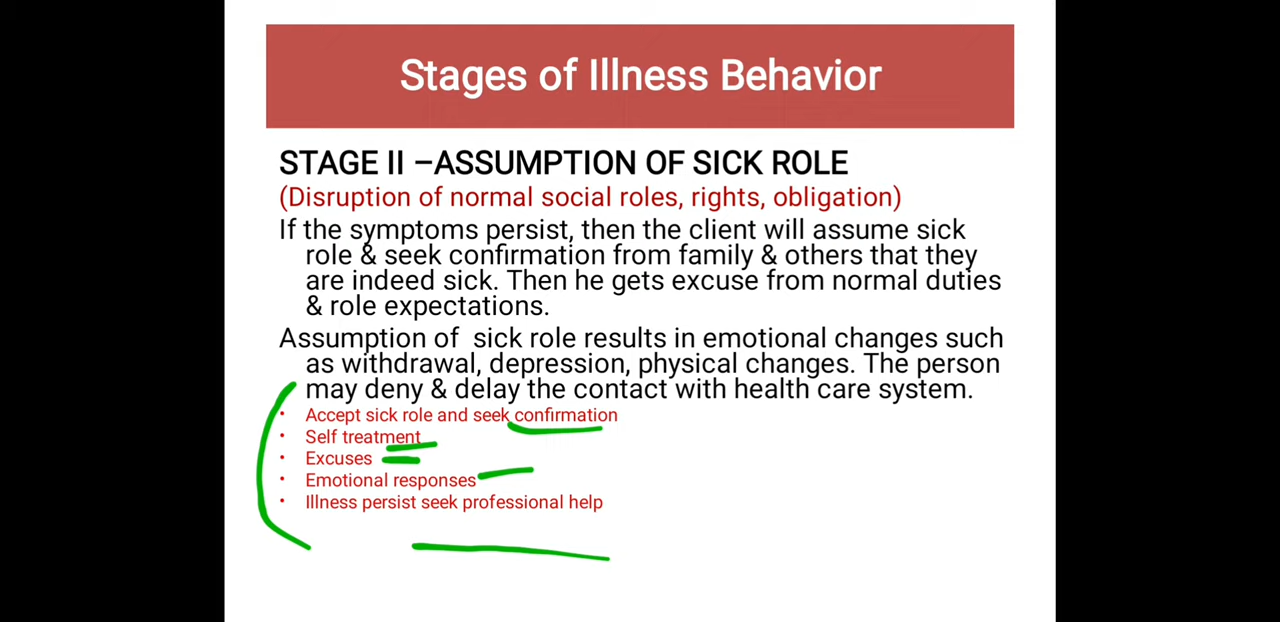 Stages of Illness Behavior
STAGE II –ASSUMPTION OF SICK ROLE
(Disruption of normal social roles, rights, obligation)
If the symptoms persist, then the client will assume sick
role & seek confirmation from family & others that they
are indeed sick. Then he gets excuse from normal duties
& role expectations.
Assumption of sick role results in emotional changes such
as withdrawal, depression, physical changes. The person
may deny & delay the contact with health care system.
• Accept sick role and seek confirmation
• Self treatment
• Excuses
• Emotional responses
• Illness persist seek professional help